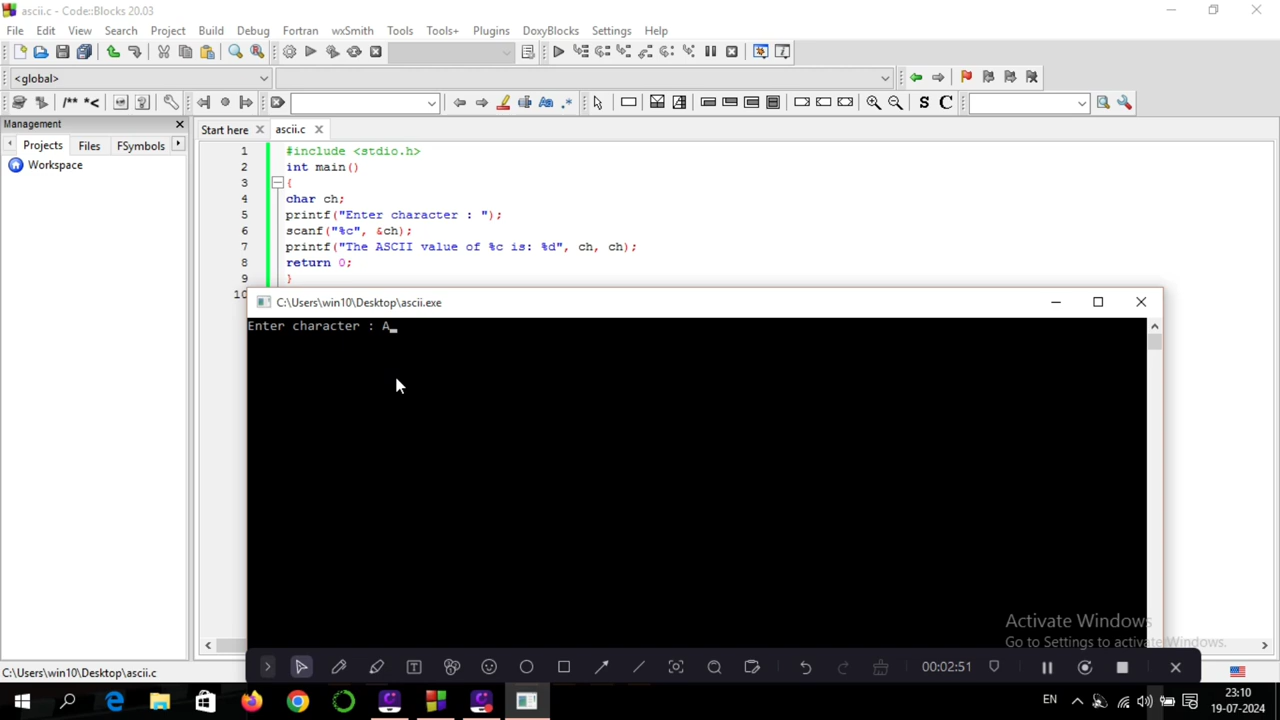 ascii.c - Code::Blocks 20.03
File Edit View Search Project Build Debug Fortran wxSmith Tools Tools+ Plugins DoxyBlocks Settings Help
<global>
/** *<
Aa .*
S C
Management
Projects Files FSymbols
Workspace
Start here ascii.c
1 #include <stdio.h>
2 int main()
3 {
4 char ch;
5 printf("Enter character : ");
6 scanf("%c", &ch);
7 printf("The ASCII value of %c is: %d", ch, ch);
8 return 0;
9 }
10
C:\Users\win10\Desktop\ascii.exe
Enter character : A_
Activate Windows
Go to Settings to activate Windows.
00:02:51
C:\Users\win10\Desktop\ascii.c
EN
23:10
19-07-2024